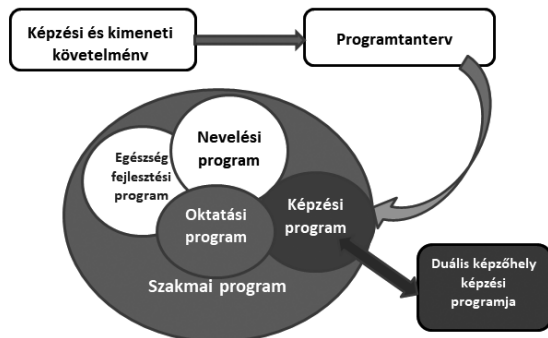 Képzési és kimeneti
követelménv
Programtanterv
Nevelési
program
Egészség
fejlesztési
program
Oktatási
program
Képzési
program
Szakmai program
Duális képzőhely
képzési
programja